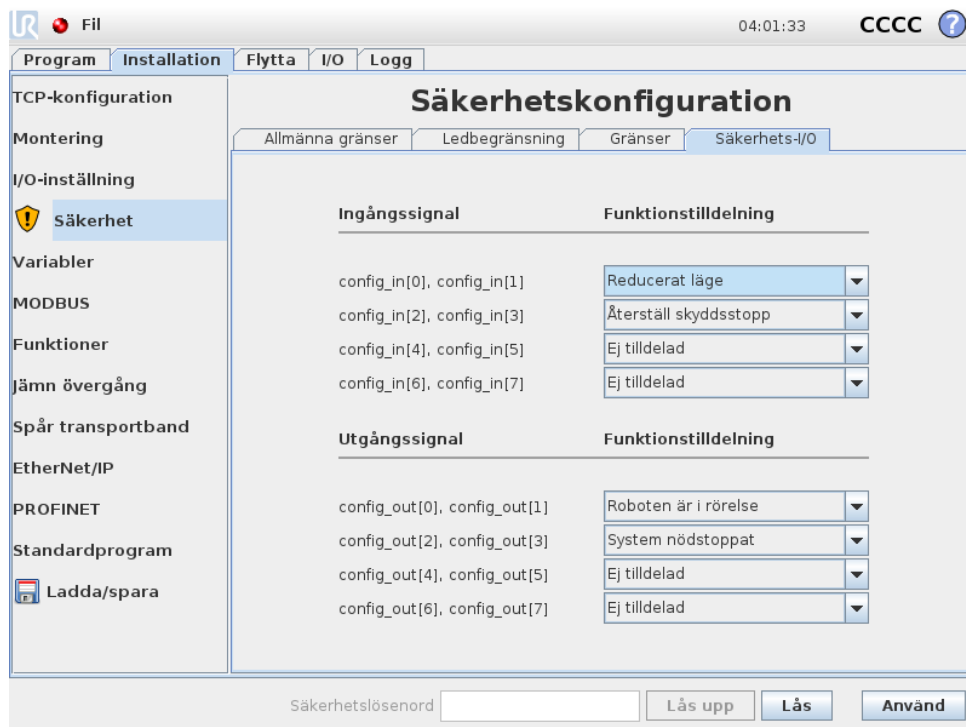 UR Fil 04:01:33 CCCC ?
Program Installation Flytta I/O Logg
TCP-konfiguration
Montering
I/O-inställning
Säkerhet
Variabler
MODBUS
Funktioner
Jämn övergång
Spår transportband
EtherNet/IP
PROFINET
Standardprogram
Ladda/spara
Säkerhetskonfiguration
Allmänna gränser Ledbegränsning Gränser Säkerhets-I/O
Ingångssignal Funktionstilldelning
config_in[0], config_in[1] Reducerat läge
config_in[2], config_in[3] Återställ skyddsstopp
config_in[4], config_in[5] Ej tilldelad
config_in[6], config_in[7] Ej tilldelad
Utgångssignal Funktionstilldelning
config_out[0], config_out[1] Roboten är i rörelse
config_out[2], config_out[3] System nödstoppat
config_out[4], config_out[5] Ej tilldelad
config_out[6], config_out[7] Ej tilldelad
Säkerhetslösenord Lås upp Lås Använd